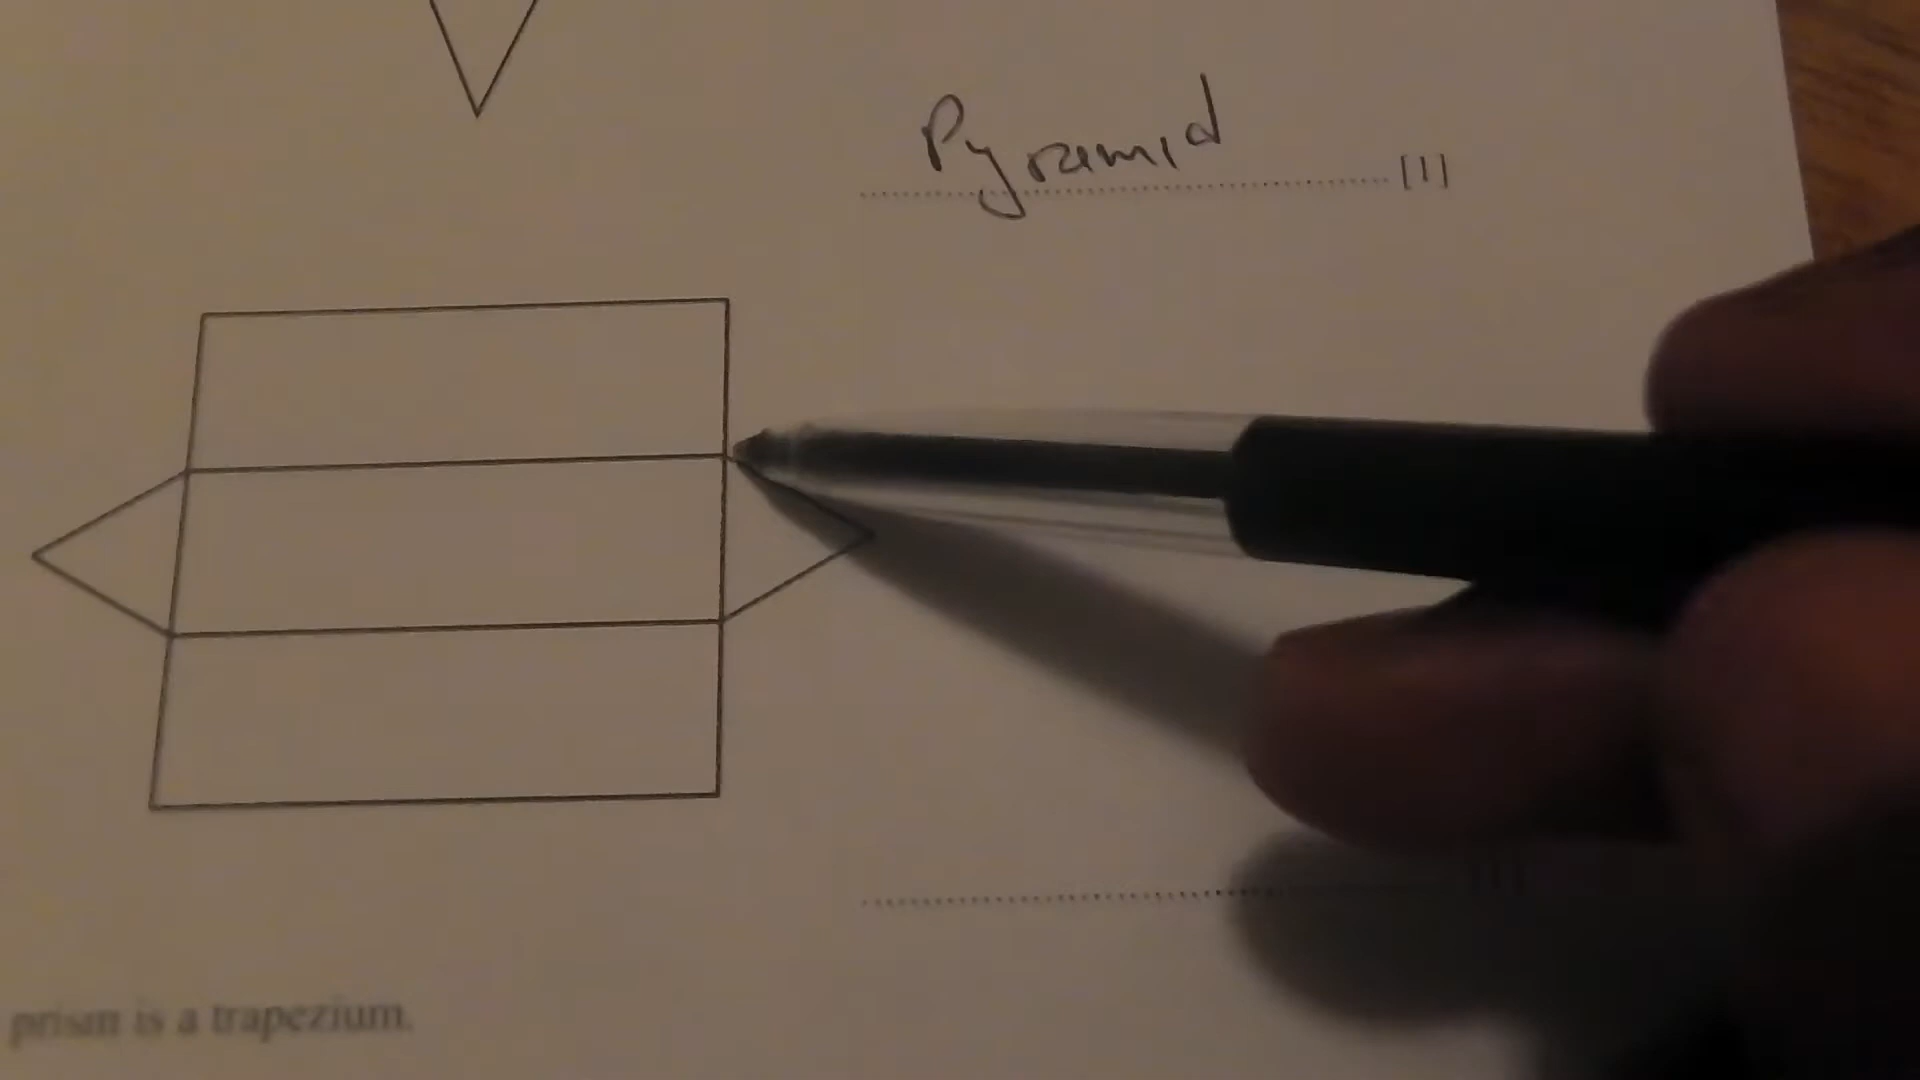 Pyramid
[1]
prism is a trapezium.